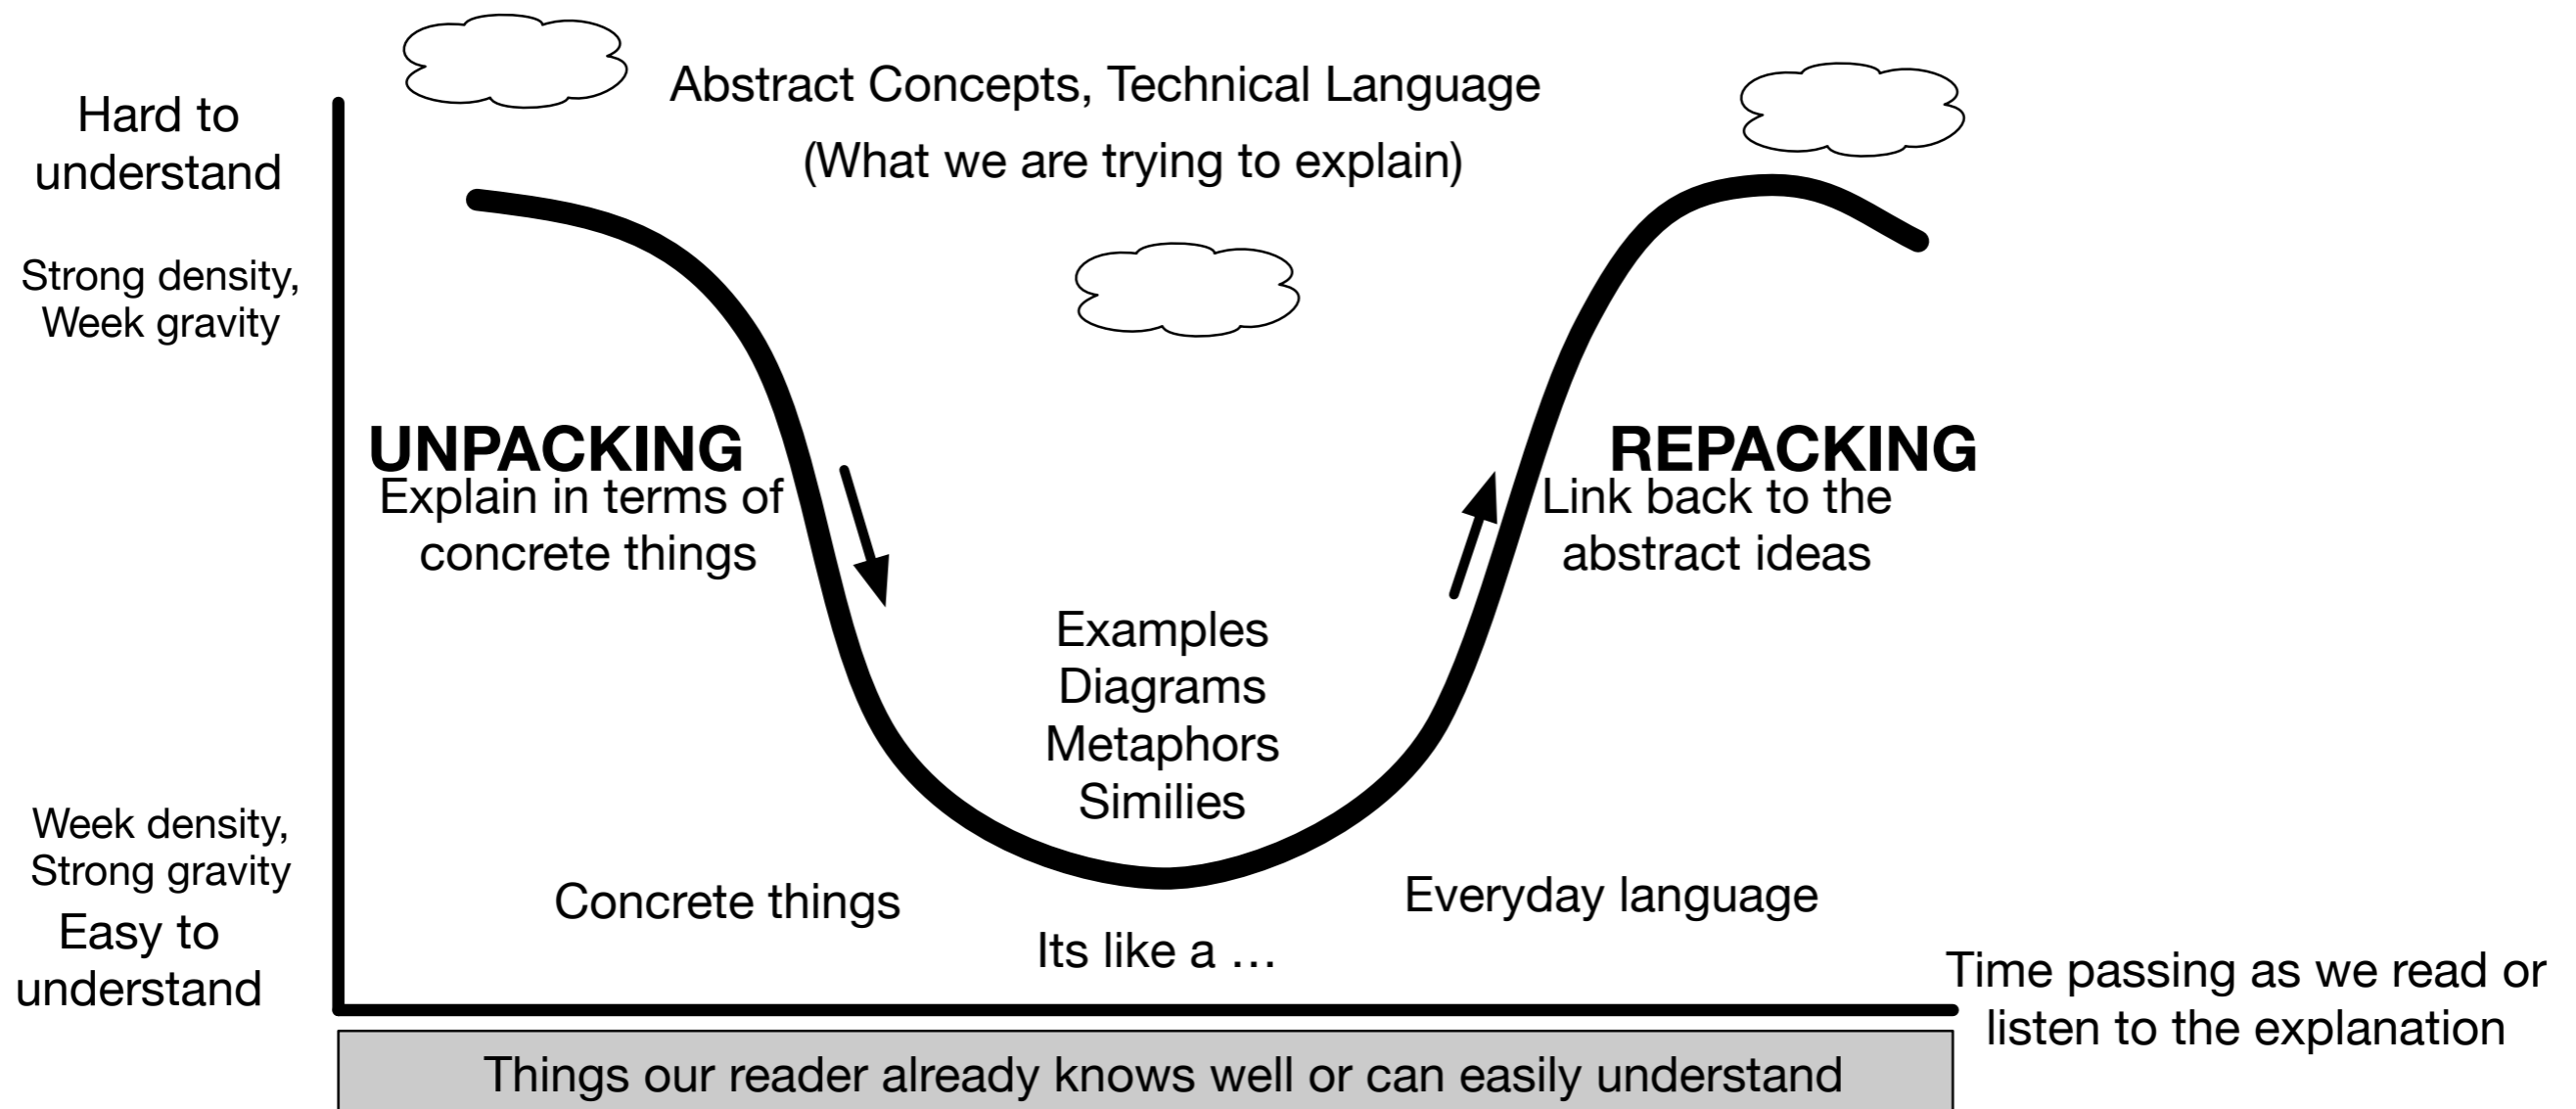 Abstract Concepts, Technical Language
(What we are trying to explain)
Hard to
understand
Strong density,
Week gravity
UNPACKING
Explain in terms of
concrete things
REPACKING
Link back to the
abstract ideas
Examples
Diagrams
Metaphors
Similies
Week density,
Strong gravity
Easy to
understand
Concrete things
Its like a …
Everyday language
Time passing as we read or
listen to the explanation
Things our reader already knows well or can easily understand